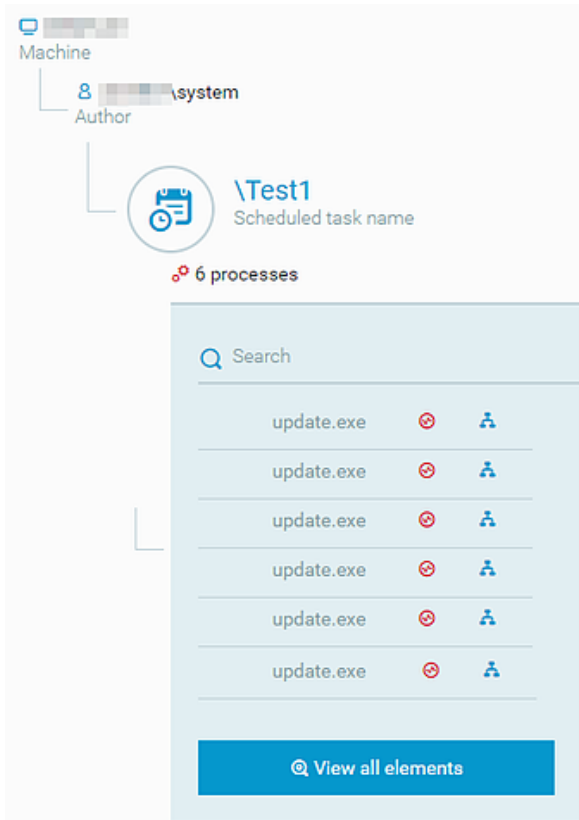 Machine
\system
Author
\Test1
Scheduled task name
6 processes
Search
update.exe
update.exe
update.exe
update.exe
update.exe
update.exe
View all elements